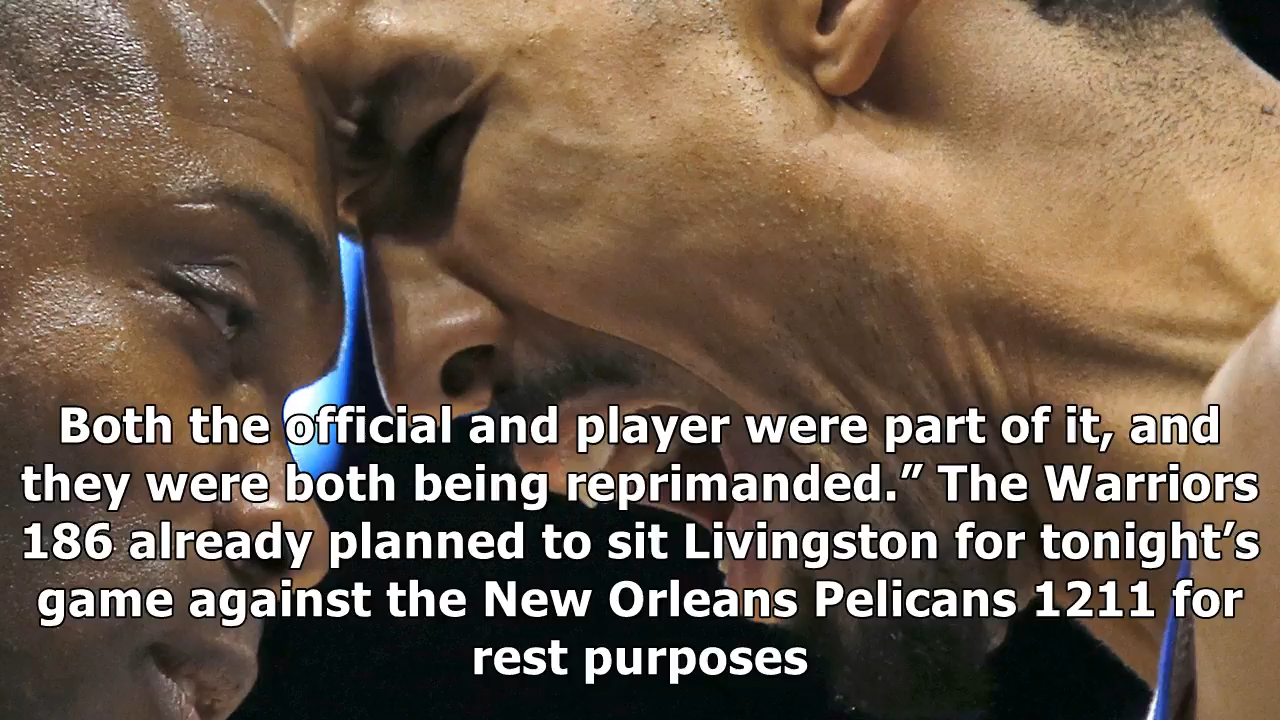 Both the official and player were part of it, and
they were both being reprimanded.” The Warriors
186 already planned to sit Livingston for tonight’s
game against the New Orleans Pelicans 1211 for
rest purposes